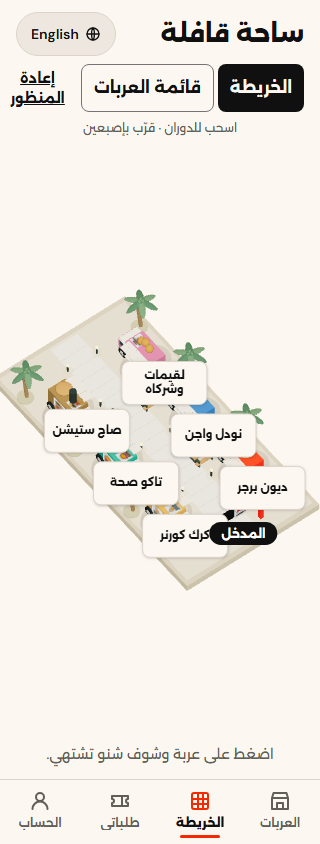 ساحة قافلة
English
الخريطة
قائمة العربات
إعادة
المنظور
اسحب للدوران · قرّب بإصبعين
لقيمات
وشركاه
صاج ستيشن
نودل واجن
تاكو صحة
ديون برجر
كرك كورنر
المدخل
اضغط على عربة وشوف شنو تشتهي.
العربات
الخريطة
طلباتي
الحساب